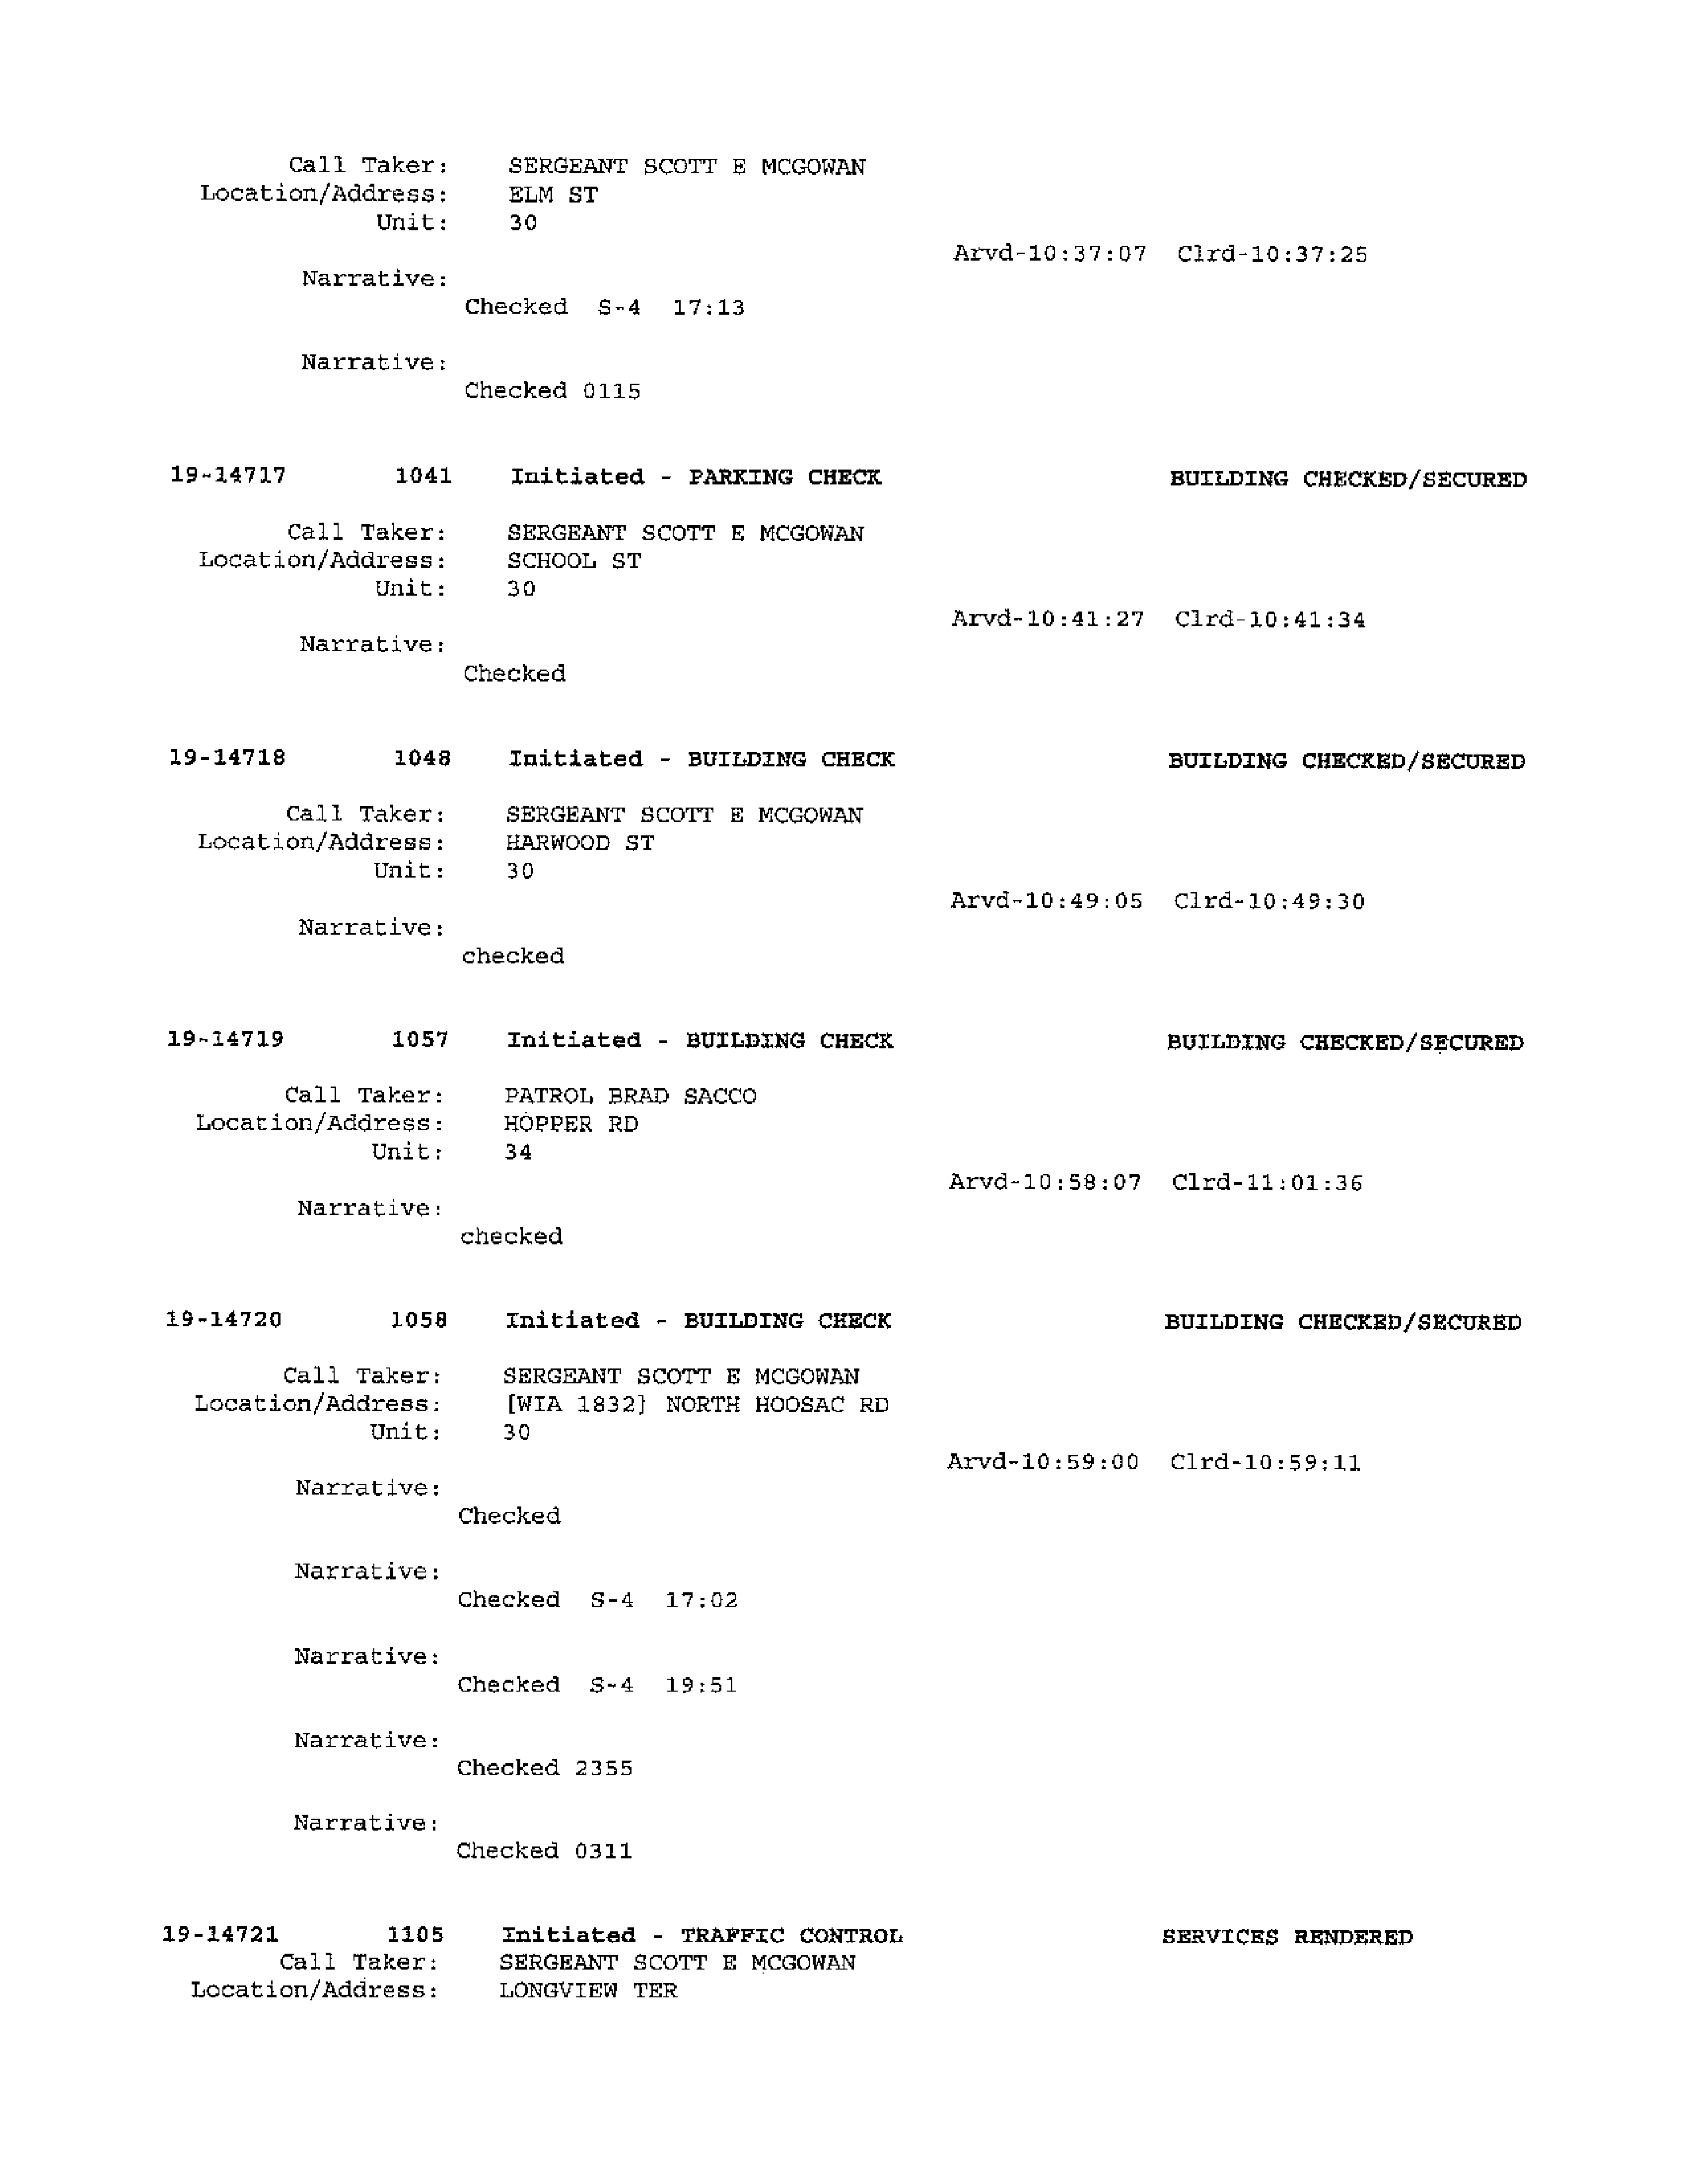 Call Taker: SERGEANT SCOTT E MCGOWAN
Location/Address: ELM ST
Unit: 30
Arvd-10:37:07 Clrd-10:37:25
Narrative:
Checked S-4 17:13
Narrative:
Checked 0115
19-14717 1041 Initiated - PARKING CHECK BUILDING CHECKED/SECURED
Call Taker: SERGEANT SCOTT E MCGOWAN
Location/Address: SCHOOL ST
Unit: 30
Arvd-10:41:27 Clrd-10:41:34
Narrative:
Checked
19-14718 1048 Initiated - BUILDING CHECK BUILDING CHECKED/SECURED
Call Taker: SERGEANT SCOTT E MCGOWAN
Location/Address: HARWOOD ST
Unit: 30
Arvd-10:49:05 Clrd-10:49:30
Narrative:
checked
19-14719 1057 Initiated - BUILDING CHECK BUILDING CHECKED/SECURED
Call Taker: PATROL BRAD SACCO
Location/Address: HOPPER RD
Unit: 34
Arvd-10:58:07 Clrd-11:01:36
Narrative:
checked
19-14720 1058 Initiated - BUILDING CHECK BUILDING CHECKED/SECURED
Call Taker: SERGEANT SCOTT E MCGOWAN
Location/Address: [WIA 1832] NORTH HOOSAC RD
Unit: 30
Arvd-10:59:00 Clrd-10:59:11
Narrative:
Checked
Narrative:
Checked S-4 17:02
Narrative:
Checked S-4 19:51
Narrative:
Checked 2355
Narrative:
Checked 0311
19-14721 1105 Initiated - TRAFFIC CONTROL SERVICES RENDERED
Call Taker: SERGEANT SCOTT E MCGOWAN
Location/Address: LONGVIEW TER